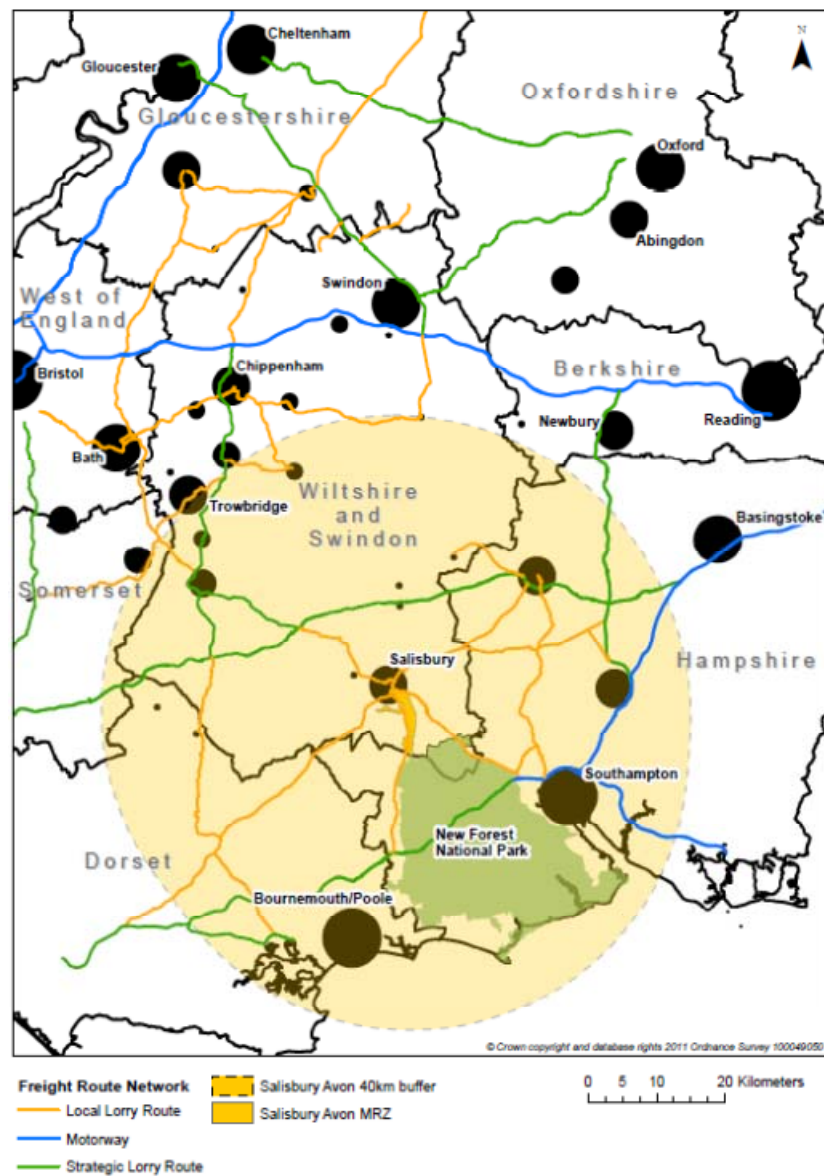 N
Cheltenham
Gloucester
Gloucestershire
Oxfordshire
Oxford
Abingdon
Swindon
West of
England
Bristol
Chippenham
Berkshire
Newbury
Reading
Bath
Trowbridge
Wiltshire
and
Swindon
Basingstoke
Somerset
Salisbury
Hampshire
Southampton
New Forest
National Park
Dorset
Bournemouth/Poole
© Crown copyright and database rights 2011 Ordnance Survey 100049050
Freight Route Network
Local Lorry Route
Motorway
Strategic Lorry Route
Salisbury Avon 40km buffer
Salisbury Avon MRZ
0 5 10 20 Kilometers